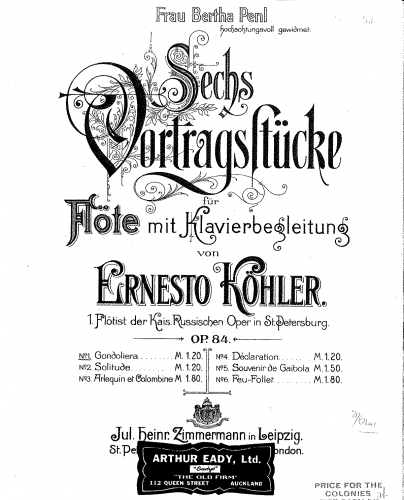 Frau Bertha Penl
hochachtungsvoll gewidmet.
Sechs
Vortragsstücke
für
Flöte mit Klavierbegleitung
von
ERNESTO KÖHLER.
1. Flötist der Kais. Russischen Oper in St. Petersburg.
OP. 84.
No1. Gondoliera......... M. 1.20.
No2. Solitude........... M. 1.20.
No3. Arlequin et Colombine M. 1.80.
No4. Déclaration........ M. 1.20.
No5. Souvenir de Gaibola. M. 1.50
No6. Feu-Follet......... M. 1.80.
Jul. Heinr. Zimmermann in Leipzig.
St. Pe
ndon.
ARTHUR EADY, Ltd.
"THE OLD FIRM"
112 QUEEN STREET AUCKLAND
PRICE FOR THE
COLONIES